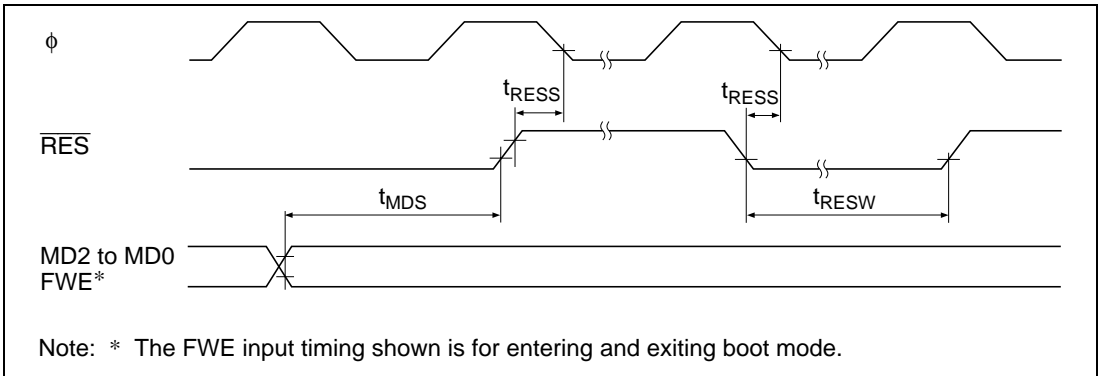 ϕ
tRESS
tRESS
RES
tMDS
tRESW
MD2 to MD0
FWE*
Note: * The FWE input timing shown is for entering and exiting boot mode.